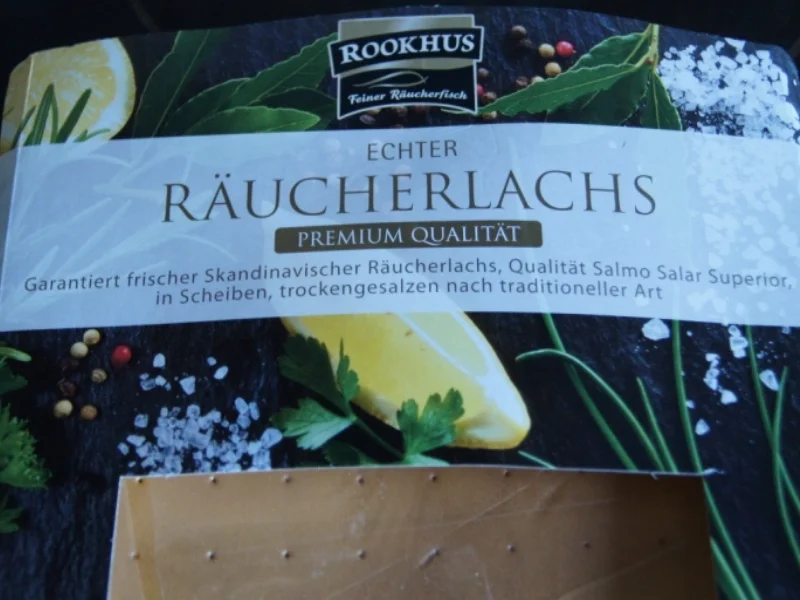 ROOKHUS
Feiner Räucherfisch
ECHTER
RÄUCHERLACHS
PREMIUM QUALITÄT
Garantiert frischer Skandinavischer Räucherlachs, Qualität Salmo Salar Superior,
in Scheiben, trockengesalzen nach traditioneller Art